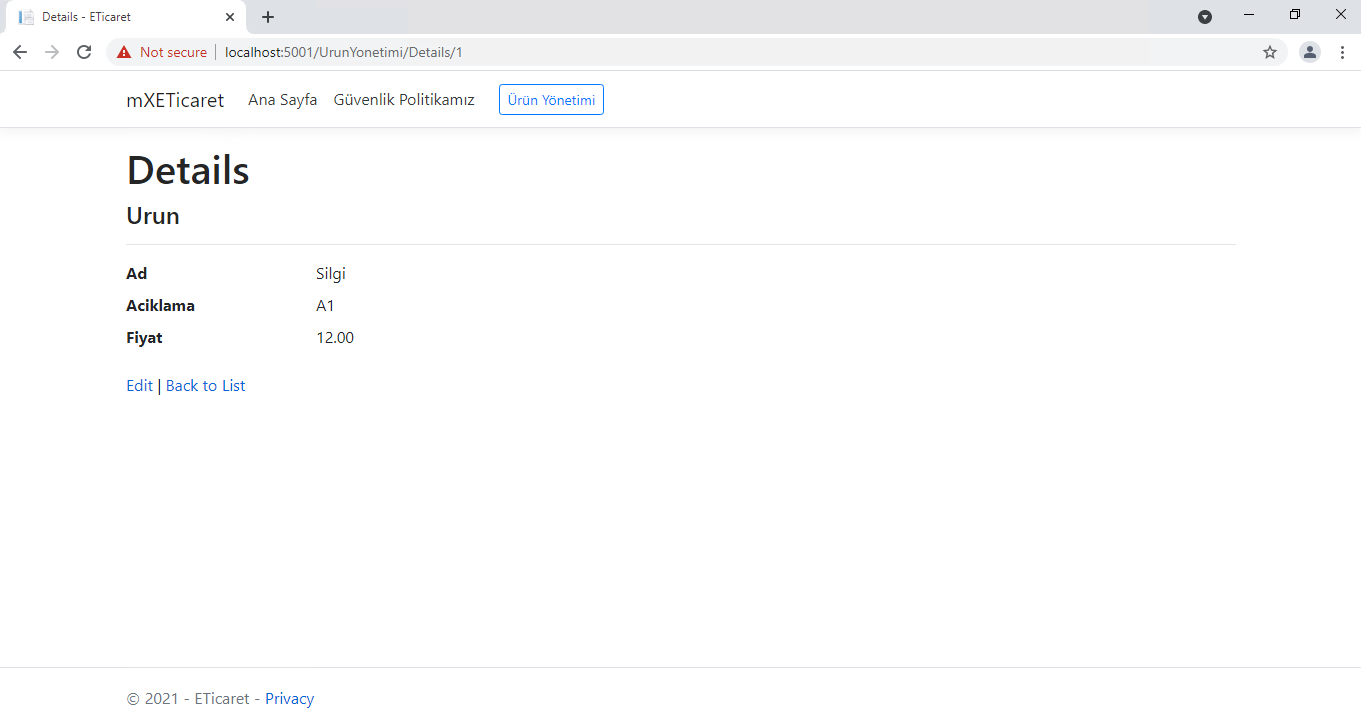 Details - ETicaret
Not secure | localhost:5001/UrunYonetimi/Details/1
mXETicaret Ana Sayfa Güvenlik Politikamız Ürün Yönetimi
Details
Urun
Ad Silgi
Aciklama A1
Fiyat 12.00
Edit | Back to List
© 2021 - ETicaret - Privacy